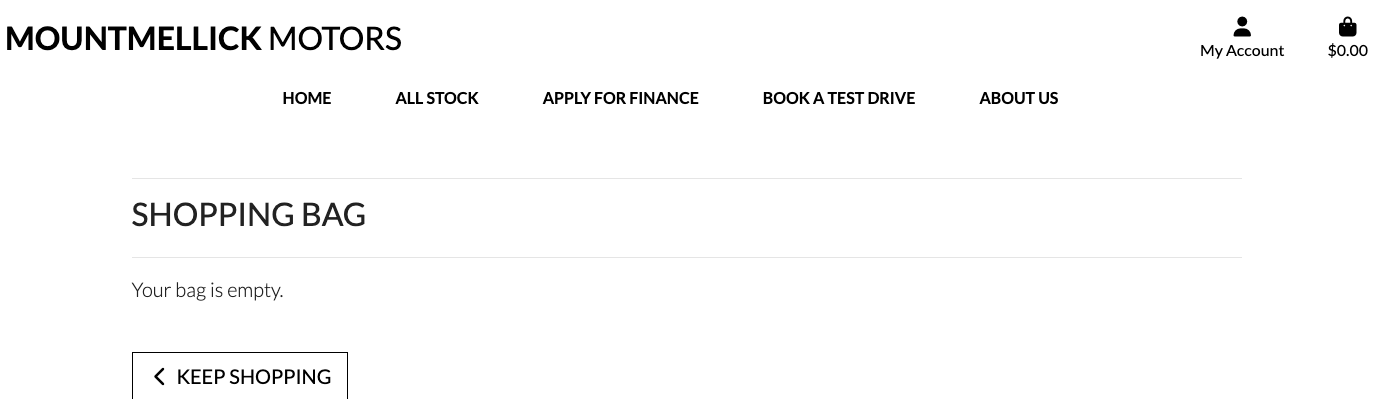 MOUNTMELLICK MOTORS
My Account
$0.00
HOME
ALL STOCK
APPLY FOR FINANCE
BOOK A TEST DRIVE
ABOUT US
SHOPPING BAG
Your bag is empty.
KEEP SHOPPING